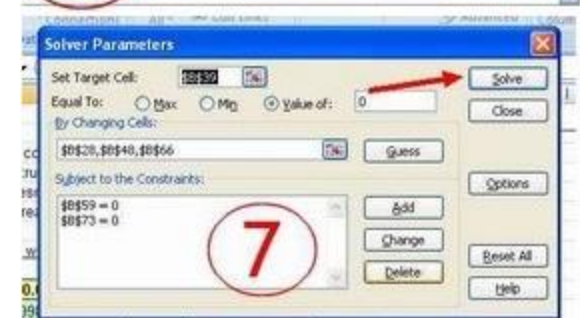 Solver Parameters
Set Target Cell: $B$39 Solve
Equal To: Max Min Value of: 0 Close
By Changing Cells:
$B$28,$B$48,$B$66 Guess
Subject to the Constraints: Options
$B$59 = 0 Add
$B$73 = 0
7
Change
Reset All
Delete
Help